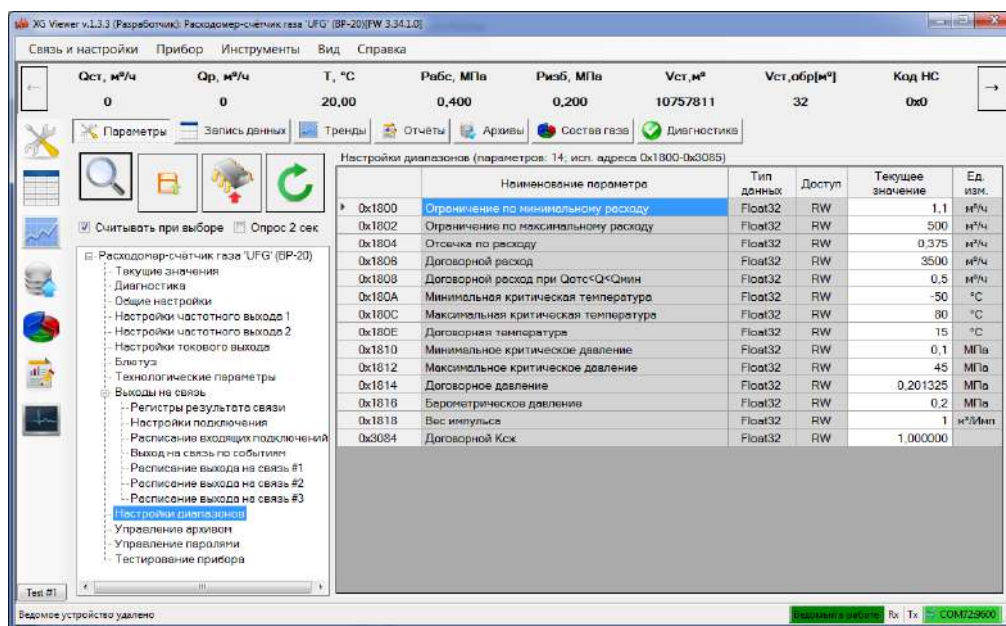 XG Viewer v.1.3.3 (Разработчик): Расходомер-счётчик газа 'UFG' (ВР-20)[FW 3.34.1.0]
Связь и настройки Прибор Инструменты Вид Справка
Qст, м³/ч Qр, м³/ч T, °C Pабс, МПа Ризб, МПа Vст,м³ Vст,обр[м³] Код НС
0 0 20,00 0,400 0,200 10757811 32 0x0
Параметры Запись данных Тренды Отчёты Архивы Состав газа Диагностика
Настройки диапазонов (параметров: 14; исп. адреса 0x1800-0x3085)
Наименование параметра Тип данных Доступ Текущее значение Ед. изм.
0x1800 Ограничение по минимальному расходу Float32 RW 1,1 м³/ч
0x1802 Ограничение по максимальному расходу Float32 RW 500 м³/ч
0x1804 Отсечка по расходу Float32 RW 0,375 м³/ч
0x1806 Договорной расход Float32 RW 3500 м³/ч
0x1808 Договорной расход при Qотс<Q<Qмин Float32 RW 0,5 м³/ч
0x180A Минимальная критическая температура Float32 RW -50 °C
0x180C Максимальная критическая температура Float32 RW 80 °C
0x180E Договорная температура Float32 RW 15 °C
0x1810 Минимальное критическое давление Float32 RW 0,1 МПа
0x1812 Максимальное критическое давление Float32 RW 45 МПа
0x1814 Договорное давление Float32 RW 0,201325 МПа
0x1816 Барометрическое давление Float32 RW 0,2 МПа
0x1818 Вес импульса Float32 RW 1 м³/Имп
0x3084 Договорной Ксж Float32 RW 1,000000
Считывать при выборе Опрос 2 сек
Расходомер-счётчик газа 'UFG' (ВР-20)
Текущие значения
Диагностика
Общие настройки
Настройки частотного выхода 1
Настройки частотного выхода 2
Настройки токового выхода
Блютуз
Технологические параметры
Выходы на связь
Регистры результата связи
Настройки подключения
Расписание входящих подключений
Выход на связь по событиям
Расписание выхода на связь #1
Расписание выхода на связь #2
Расписание выхода на связь #3
Настройки диапазонов
Управление архивом
Управление паролями
Тестирование прибора
Test #1
Ведомое устройство удалено
Rx Tx COM72:9600